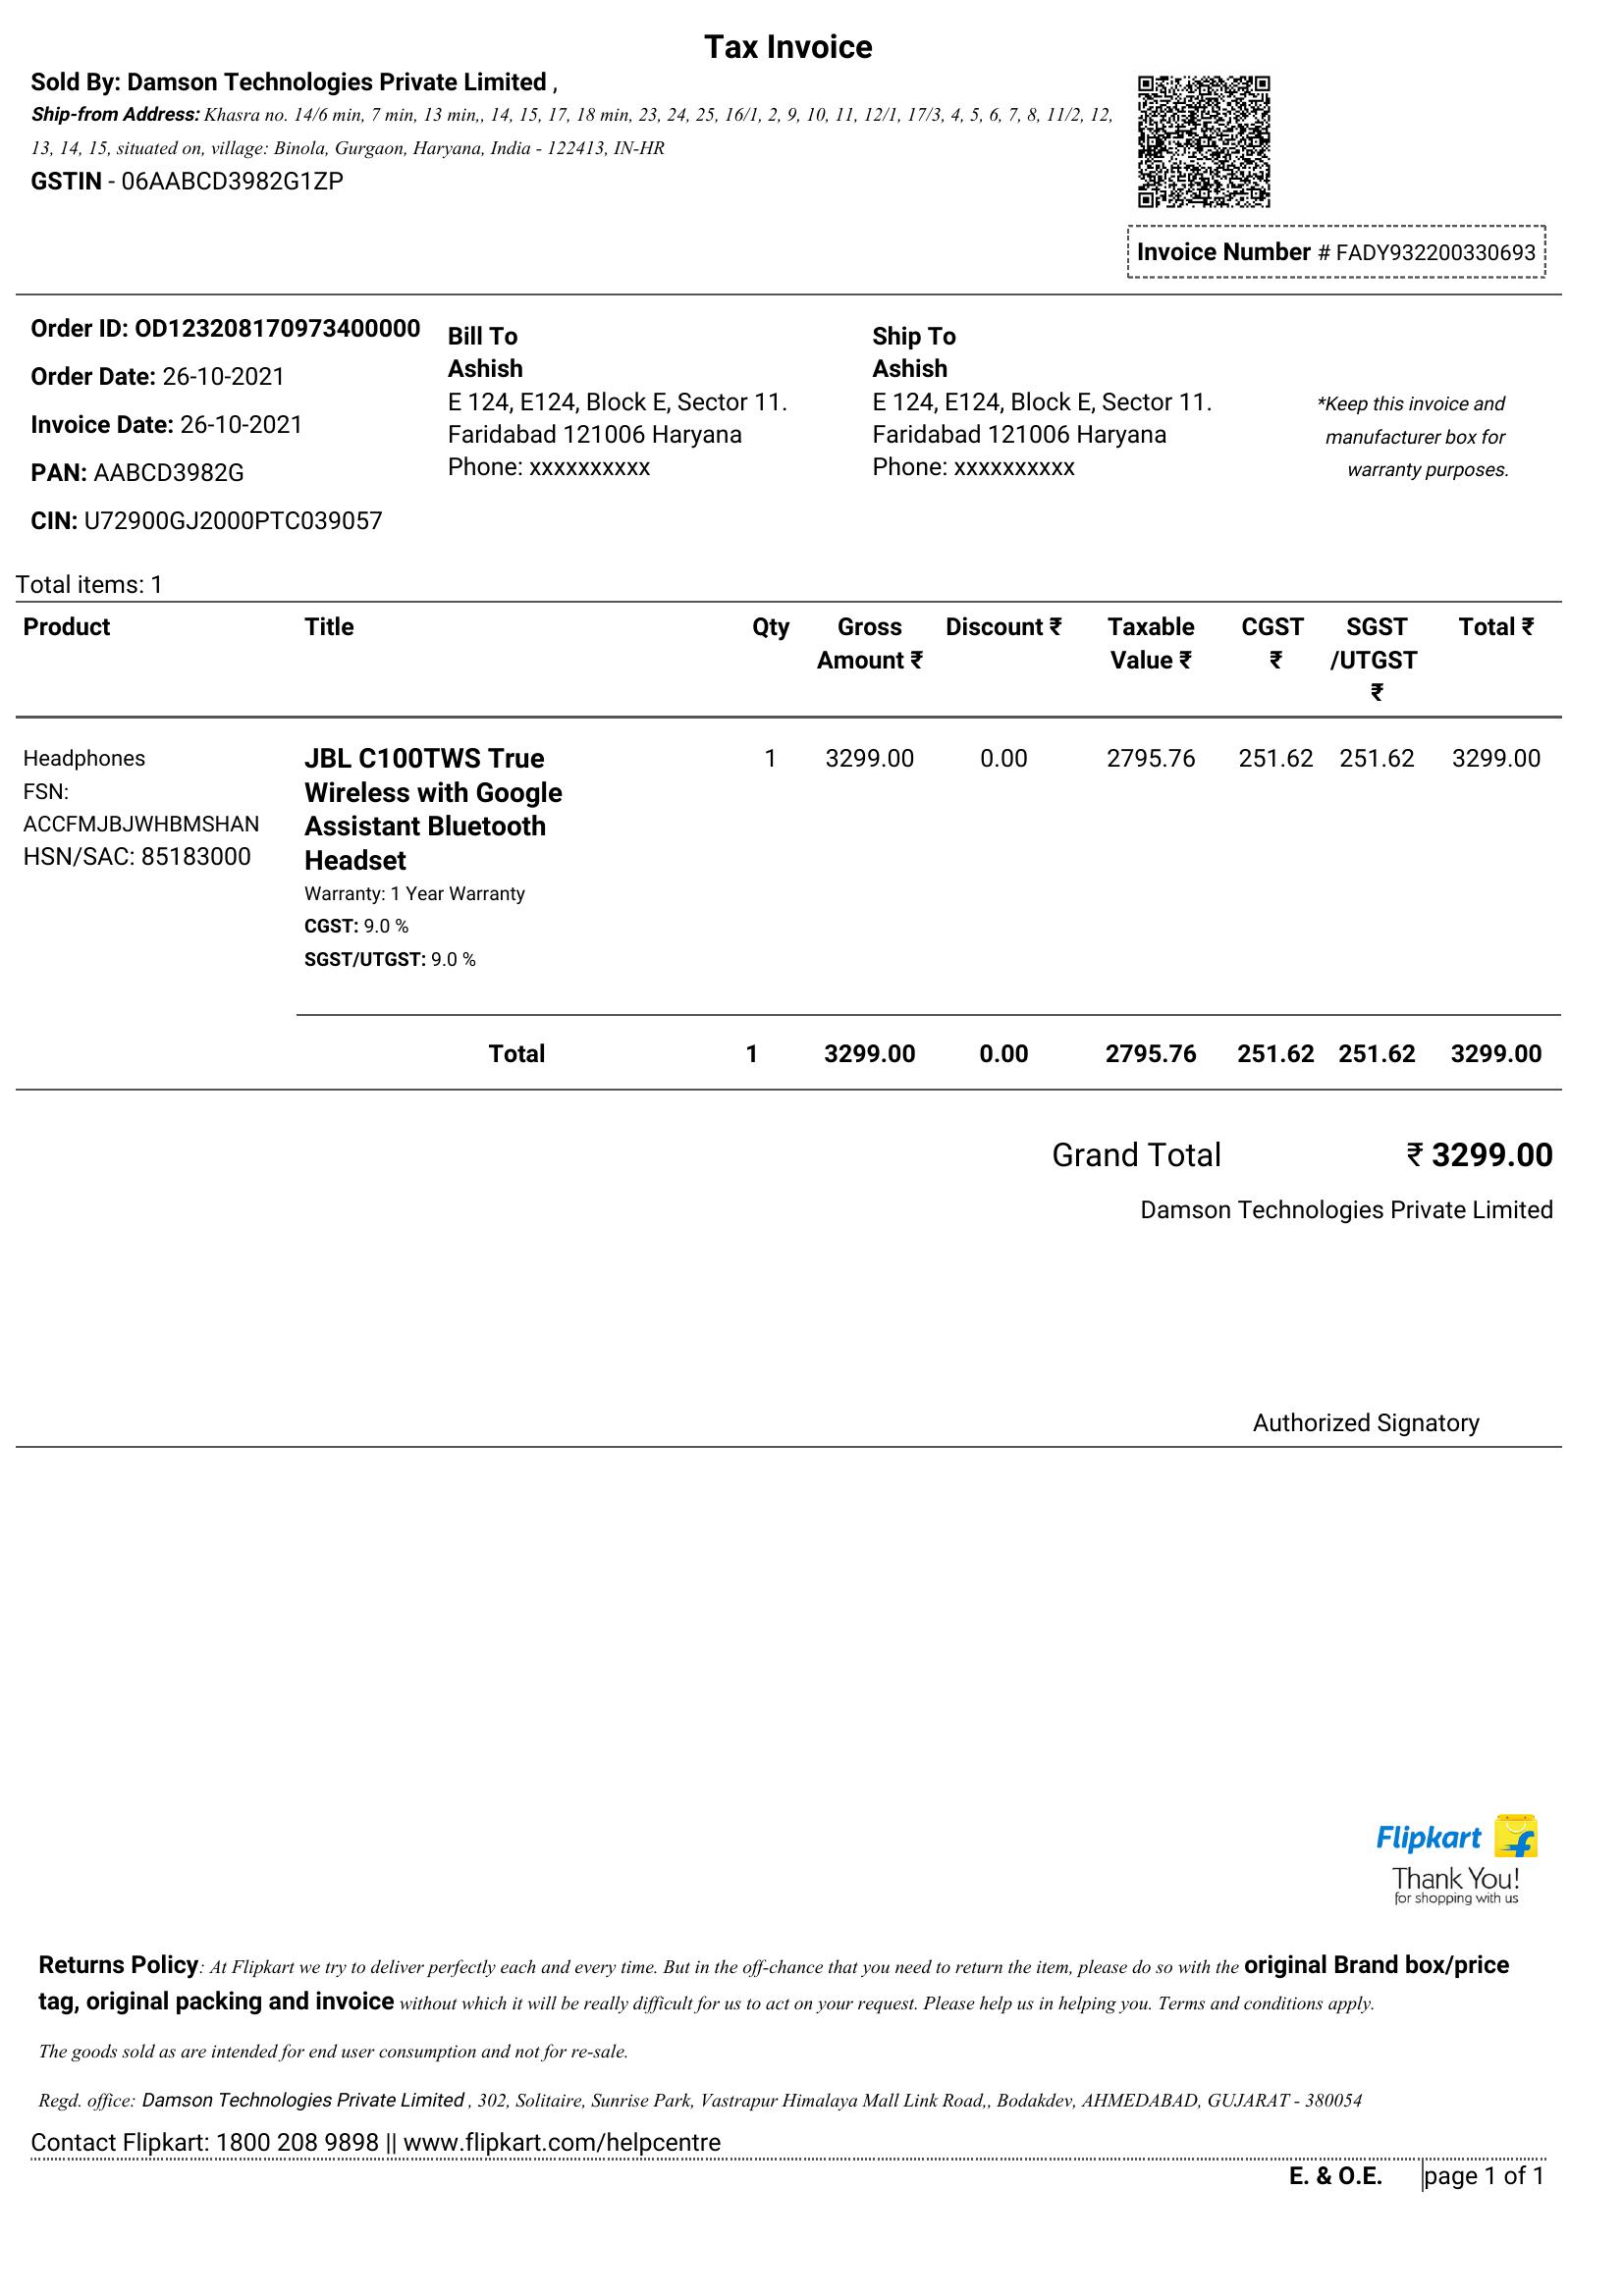 Tax Invoice
Sold By: Damson Technologies Private Limited ,
Ship-from Address: Khasra no. 14/6 min, 7 min, 13 min,, 14, 15, 17, 18 min, 23, 24, 25, 16/1, 2, 9, 10, 11, 12/1, 17/3, 4, 5, 6, 7, 8, 11/2, 12,
13, 14, 15, situated on, village: Binola, Gurgaon, Haryana, India - 122413, IN-HR
GSTIN - 06AABCD3982G1ZP
Invoice Number # FADY932200330693
Order ID: OD123208170973400000
Order Date: 26-10-2021
Invoice Date: 26-10-2021
PAN: AABCD3982G
CIN: U72900GJ2000PTC039057
Bill To
Ashish
E 124, E124, Block E, Sector 11.
Faridabad 121006 Haryana
Phone: xxxxxxxxxx
Ship To
Ashish
E 124, E124, Block E, Sector 11.
Faridabad 121006 Haryana
Phone: xxxxxxxxxx
*Keep this invoice and
manufacturer box for
warranty purposes.
Total items: 1
Product Title Qty Gross Amount ₹ Discount ₹ Taxable Value ₹ CGST ₹ SGST /UTGST ₹ Total ₹
Headphones
FSN:
ACCFMJBJWHBMSHAN
HSN/SAC: 85183000
JBL C100TWS True
Wireless with Google
Assistant Bluetooth
Headset
Warranty: 1 Year Warranty
CGST: 9.0 %
SGST/UTGST: 9.0 %
1 3299.00 0.00 2795.76 251.62 251.62 3299.00
Total 1 3299.00 0.00 2795.76 251.62 251.62 3299.00
Grand Total ₹ 3299.00
Damson Technologies Private Limited
Authorized Signatory
Flipkart
Thank You!
for shopping with us
Returns Policy: At Flipkart we try to deliver perfectly each and every time. But in the off-chance that you need to return the item, please do so with the original Brand box/price
tag, original packing and invoice without which it will be really difficult for us to act on your request. Please help us in helping you. Terms and conditions apply.
The goods sold as are intended for end user consumption and not for re-sale.
Regd. office: Damson Technologies Private Limited , 302, Solitaire, Sunrise Park, Vastrapur Himalaya Mall Link Road,, Bodakdev, AHMEDABAD, GUJARAT - 380054
Contact Flipkart: 1800 208 9898 || www.flipkart.com/helpcentre
E. & O.E. page 1 of 1